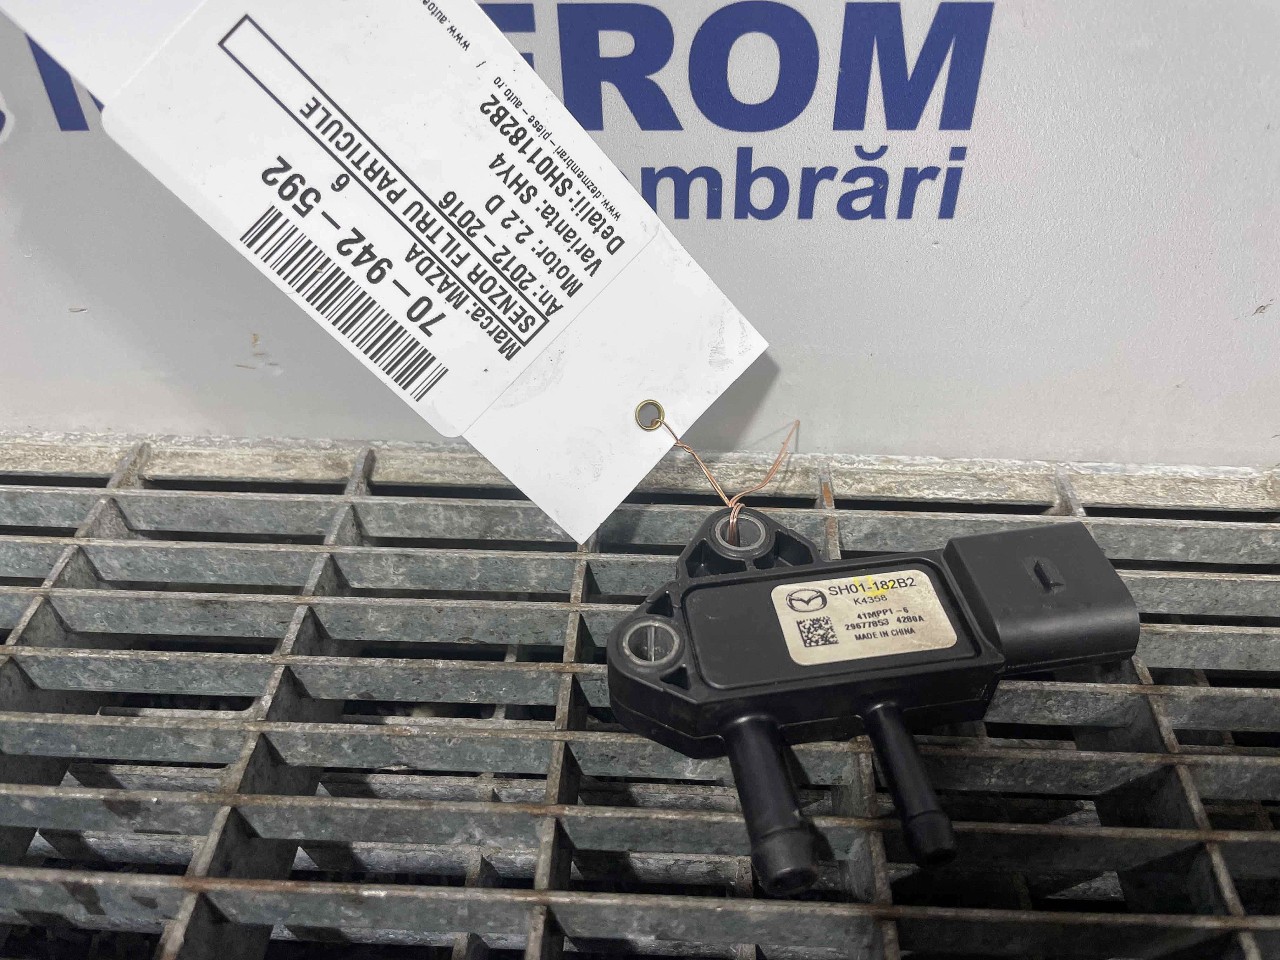 EROM
mbrări
70-942-592
Marca: MAZDA 6
SENZOR FILTRU PARTICULE
An: 2012-2016
Motor: 2.2 D
Varianta: SHY4
Detalii: SH01182B2
www.dezmembrari-piese-auto.ro /
SH01-182B2
K4358
41MPP1-6
29677853 4280A
MADE IN CHINA